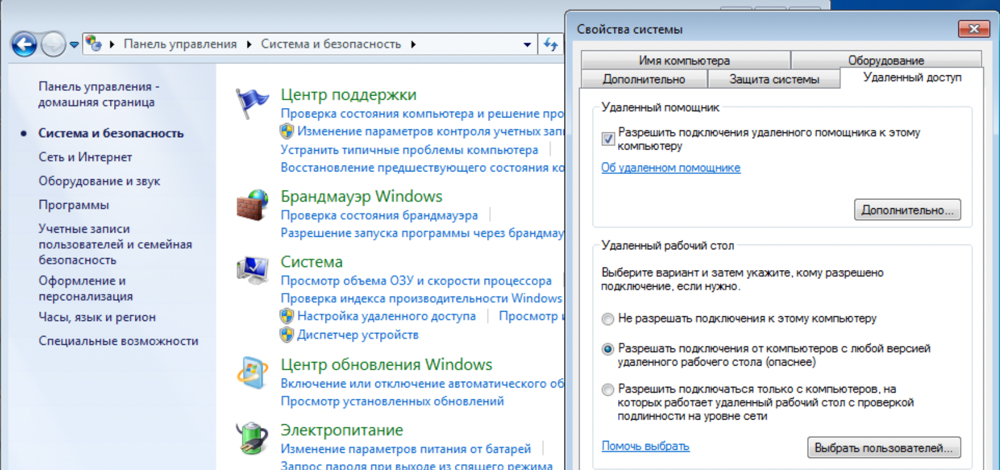 Панель управления
Система и безопасность
Панель управления -
домашняя страница
Система и безопасность
Сеть и Интернет
Оборудование и звук
Программы
Учетные записи
пользователей и семейная
безопасность
Оформление и
персонализация
Часы, язык и регион
Специальные возможности
Центр поддержки
Проверка состояния компьютера и решение про
Изменение параметров контроля учетных зап
Устранить типичные проблемы компьютера
Восстановление предшествующего состояния ко
Брандмауэр Windows
Проверка состояния брандмауэра
Разрешение запуска программы через брандмау
Система
Просмотр объема ОЗУ и скорости процессора
Проверка индекса производительности Windows
Настройка удаленного доступа
Просмотр и
Диспетчер устройств
Центр обновления Windows
Включение или отключение автоматического об
Просмотр установленных обновлений
Электропитание
Изменение параметров питания от батарей
Запрос пароля при выходе из спящего режима
Свойства системы
Имя компьютера
Оборудование
Дополнительно
Защита системы
Удаленный доступ
Удаленный помощник
Разрешить подключения удаленного помощника к этому
компьютеру
Об удаленном помощнике
Дополнительно...
Удаленный рабочий стол
Выберите вариант и затем укажите, кому разрешено
подключение, если нужно.
Не разрешать подключения к этому компьютеру
Разрешать подключения от компьютеров с любой версией
удаленного рабочего стола (опаснее)
Разрешить подключаться только с компьютеров, на
которых работает удаленный рабочий стол с проверкой
подлинности на уровне сети
Помочь выбрать
Выбрать пользователей...